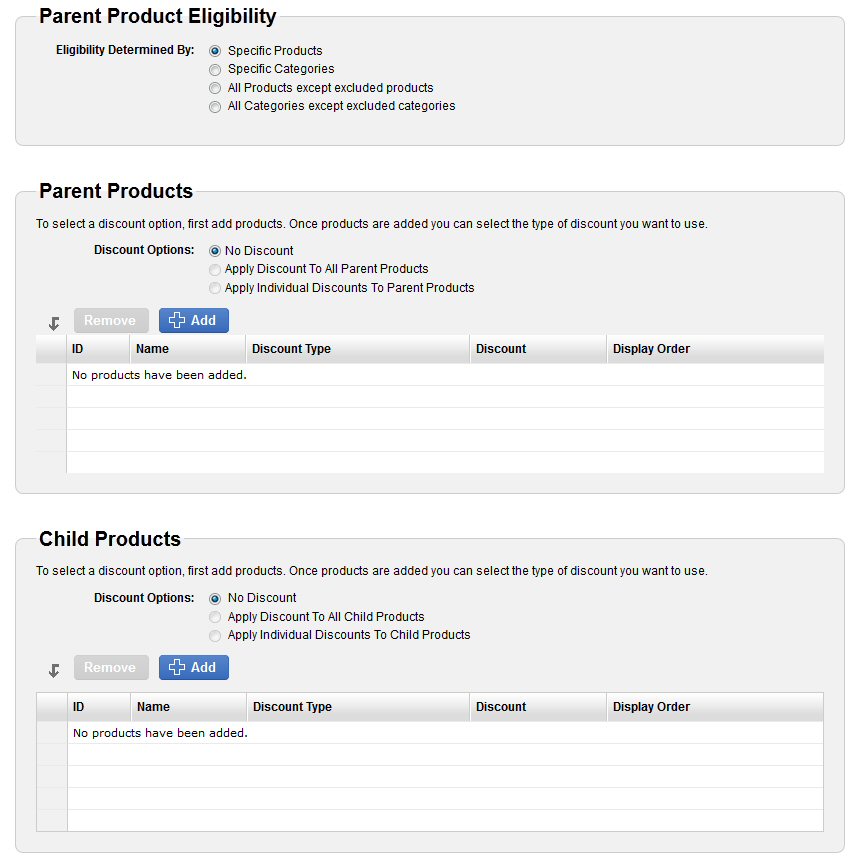 Parent Product Eligibility
Eligibility Determined By: Specific Products
Specific Categories
All Products except excluded products
All Categories except excluded categories
Parent Products
To select a discount option, first add products. Once products are added you can select the type of discount you want to use.
Discount Options: No Discount
Apply Discount To All Parent Products
Apply Individual Discounts To Parent Products
Remove Add
ID Name Discount Type Discount Display Order
No products have been added.
Child Products
To select a discount option, first add products. Once products are added you can select the type of discount you want to use.
Discount Options: No Discount
Apply Discount To All Child Products
Apply Individual Discounts To Child Products
Remove Add
ID Name Discount Type Discount Display Order
No products have been added.